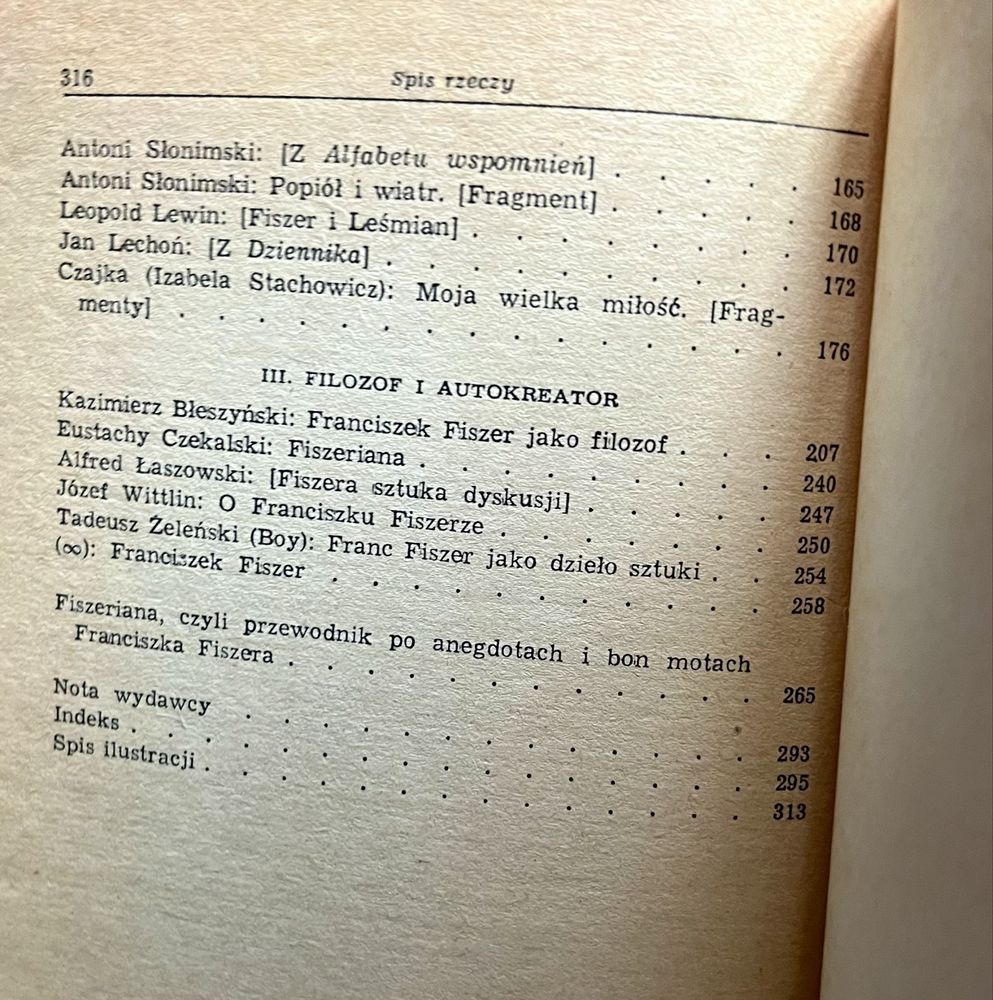 316 Spis rzeczy
Antoni Słonimski: [Z Alfabetu wspomnień] . . . . . 165
Antoni Słonimski: Popiół i wiatr. [Fragment] . . . . . 168
Leopold Lewin: [Fiszer i Leśmian] . . . . . . . . 170
Jan Lechoń: [Z Dziennika] . . . . . . . . . . 172
Czajka (Izabela Stachowicz): Moja wielka miłość. [Frag-
menty] . . . . . . . . . . . . . 176
III. FILOZOF I AUTOKREATOR
Kazimierz Błeszyński: Franciszek Fiszer jako filozof . . . 207
Eustachy Czekalski: Fiszeriana . . . . . . . . . 240
Alfred Łaszowski: [Fiszera sztuka dyskusji] . . . . . 247
Józef Wittlin: O Franciszku Fiszerze . . . . . . . 250
Tadeusz Żeleński (Boy): Franc Fiszer jako dzieło sztuki . . 254
(∞): Franciszek Fiszer . . . . . . . . . . . 258
Fiszeriana, czyli przewodnik po anegdotach i bon motach
Franciszka Fiszera . . . . . . . . . . . . 265
Nota wydawcy . . . . . . . . . . . . . 293
Indeks . . . . . . . . . . . . . . . . 295
Spis ilustracji . . . . . . . . . . . . . 313